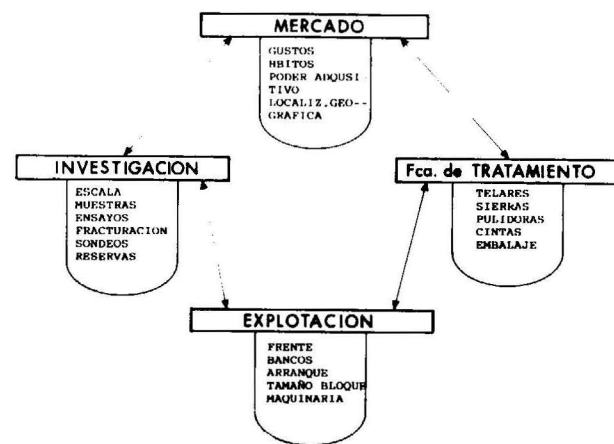 MERCADO
GUSTOS
HBITOS
PODER ADQUSI-
TIVO
LOCALIZ.GEO--
GRAFICA
INVESTIGACION
ESCALA
MUESTRAS
ENSAYOS
FRACTURACION
SONDEOS
RESERVAS
Fca. de TRATAMIENTO
TELARES
SIERRAS
PULIDORAS
CINTAS
EMBALAJE
EXPLOTACION
FRENTE
BANCOS
ARRANQUE
TAMAÑO BLOQUE
MAQUINARIA